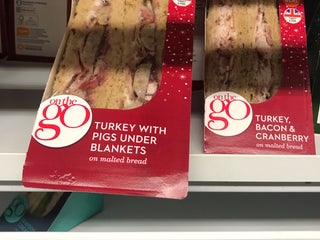 on the
go
TURKEY WITH
PIGS UNDER
BLANKETS
on malted bread
on the
go
TURKEY,
BACON &
CRANBERRY
on malted bread
go